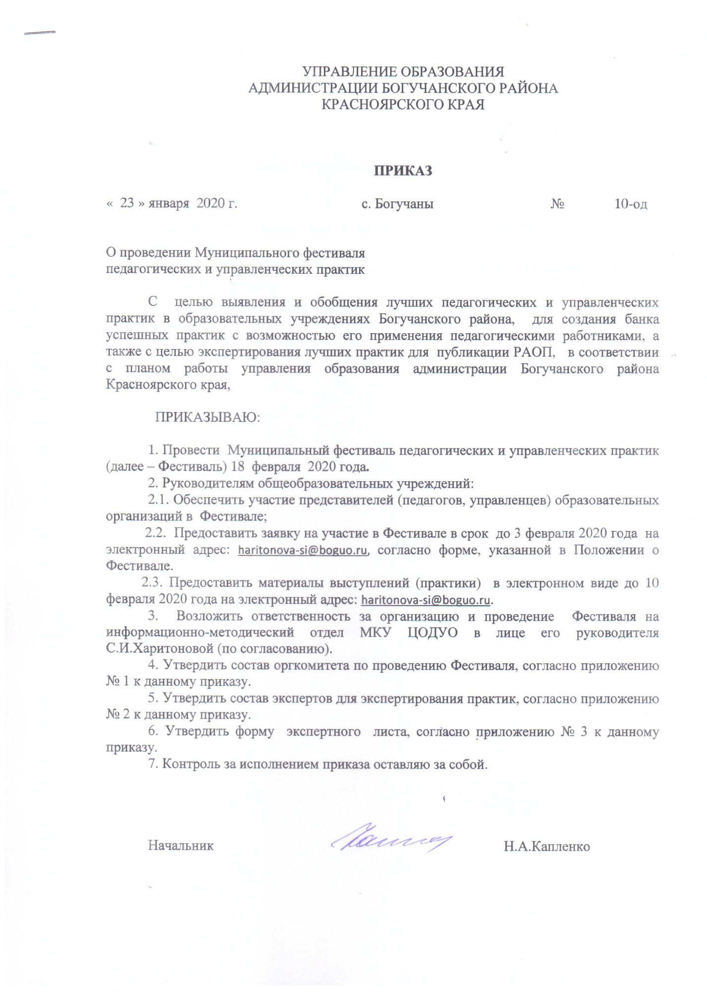 УПРАВЛЕНИЕ ОБРАЗОВАНИЯ
АДМИНИСТРАЦИИ БОГУЧАНСКОГО РАЙОНА
КРАСНОЯРСКОГО КРАЯ
ПРИКАЗ
« 23 » января 2020 г. с. Богучаны № 10-од
О проведении Муниципального фестиваля
педагогических и управленческих практик
С целью выявления и обобщения лучших педагогических и управленческих
практик в образовательных учреждениях Богучанского района, для создания банка
успешных практик с возможностью его применения педагогическими работниками, а
также с целью экспертирования лучших практик для публикации РАОП, в соответствии
с планом работы управления образования администрации Богучанского района
Красноярского края,
ПРИКАЗЫВАЮ:
1. Провести Муниципальный фестиваль педагогических и управленческих практик
(далее – Фестиваль) 18 февраля 2020 года.
2. Руководителям общеобразовательных учреждений:
2.1. Обеспечить участие представителей (педагогов, управленцев) образовательных
организаций в Фестивале;
2.2. Предоставить заявку на участие в Фестивале в срок до 3 февраля 2020 года на
электронный адрес: haritonova-si@boguo.ru, согласно форме, указанной в Положении о
Фестивале.
2.3. Предоставить материалы выступлений (практики) в электронном виде до 10
февраля 2020 года на электронный адрес: haritonova-si@boguo.ru.
3. Возложить ответственность за организацию и проведение Фестиваля на
информационно-методический отдел МКУ ЦОДУО в лице его руководителя
С.И.Харитоновой (по согласованию).
4. Утвердить состав оргкомитета по проведению Фестиваля, согласно приложению
№ 1 к данному приказу.
5. Утвердить состав экспертов для экспертирования практик, согласно приложению
№ 2 к данному приказу.
6. Утвердить форму экспертного листа, согласно приложению № 3 к данному
приказу.
7. Контроль за исполнением приказа оставляю за собой.
Начальник Н.А.Капленко